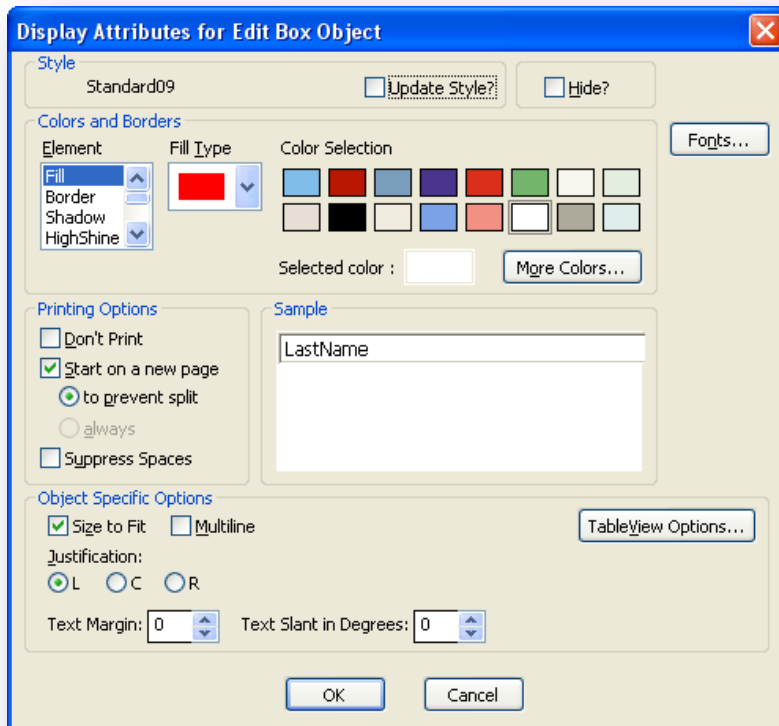 Display Attributes for Edit Box Object
Style
Standard09
Update Style?
Hide?
Colors and Borders
Element
Fill Type
Color Selection
Fonts...
Fill
Border
Shadow
HighShine
Selected color :
More Colors...
Printing Options
Don't Print
Start on a new page
to prevent split
always
Suppress Spaces
Sample
LastName
Object Specific Options
Size to Fit
Multiline
TableView Options...
Justification:
L
C
R
Text Margin: 0
Text Slant in Degrees: 0
OK
Cancel